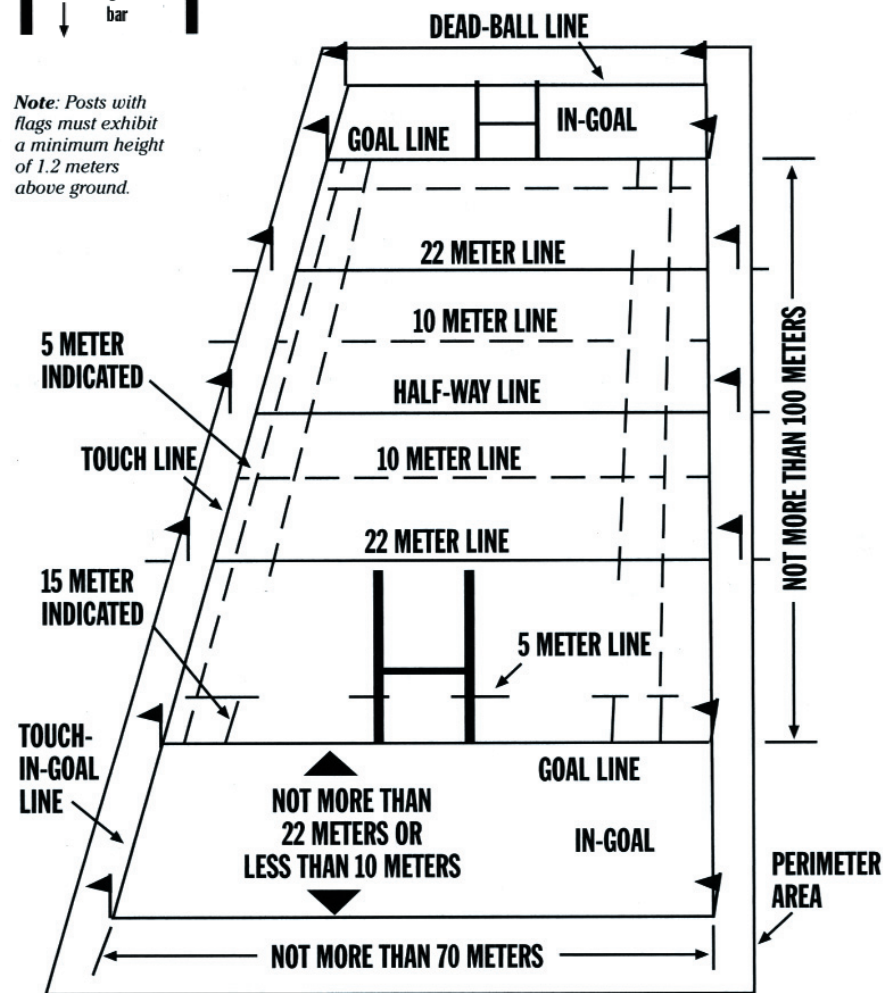 bar
Note: Posts with
flags must exhibit
a minimum height
of 1.2 meters
above ground.
DEAD-BALL LINE
IN-GOAL
GOAL LINE
22 METER LINE
10 METER LINE
5 METER
INDICATED
HALF-WAY LINE
TOUCH LINE
10 METER LINE
22 METER LINE
15 METER
INDICATED
5 METER LINE
NOT MORE THAN 100 METERS
TOUCH-
IN-GOAL
LINE
GOAL LINE
NOT MORE THAN
22 METERS OR
LESS THAN 10 METERS
IN-GOAL
PERIMETER
AREA
NOT MORE THAN 70 METERS